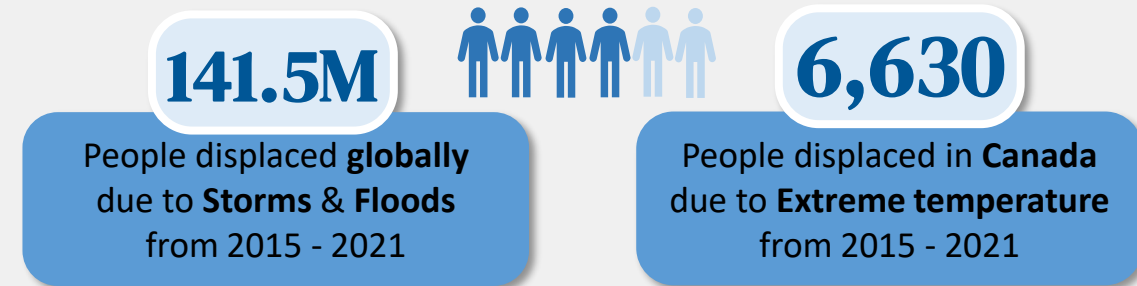 141.5M
People displaced globally
due to Storms & Floods
from 2015 - 2021
6,630
People displaced in Canada
due to Extreme temperature
from 2015 - 2021